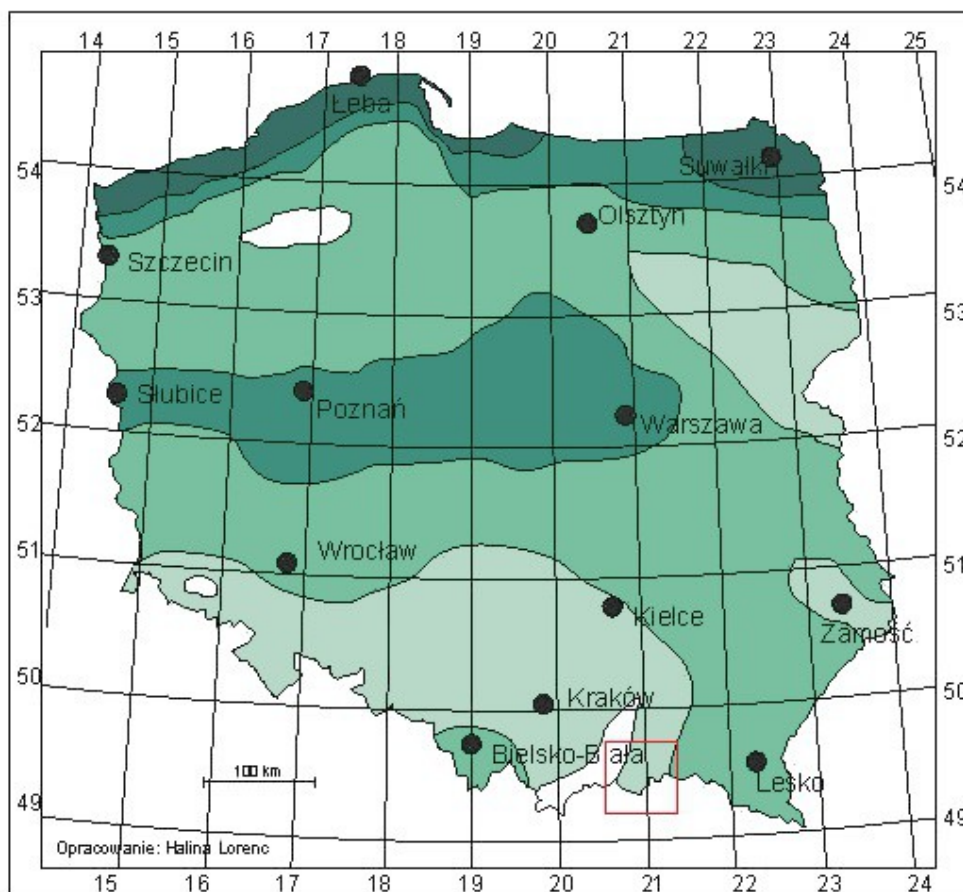 14 15 16 17 18 19 20 21 22 23 24 25
Łeba
54 Suwałki 54
Olsztyn
Szczecin
53 53
Słubice Poznań Warszawa
52 52
51 Wrocław 51
Kielce Zamość
50 Kraków 50
Bielsko-Biała
100 km Lesko
49 49
Opracowanie: Halina Lorenc
15 16 17 18 19 20 21 22 23 24